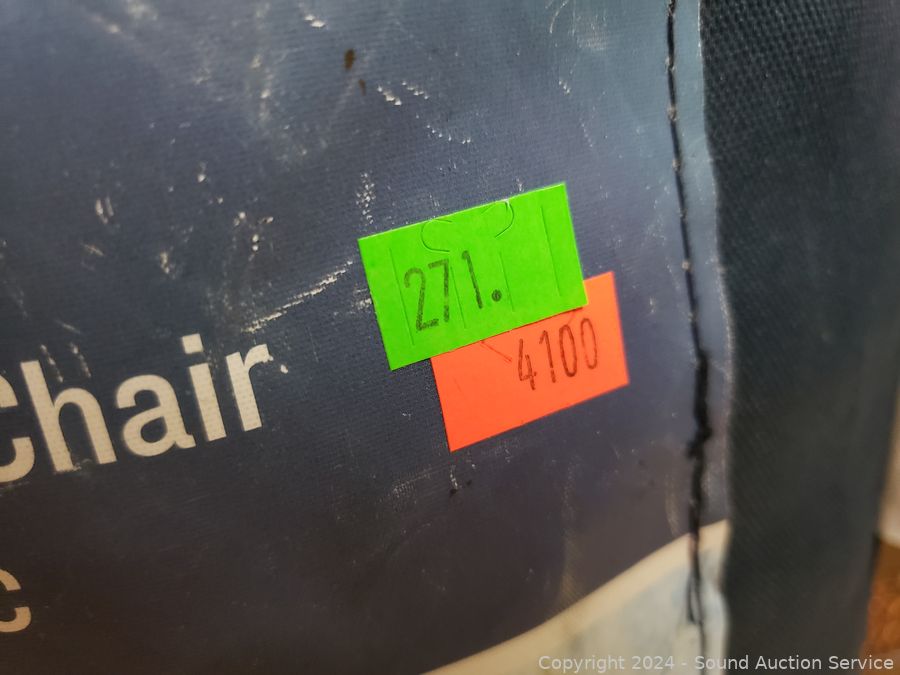 271.
4100
Chair
c
Copyright © 2024 - Sound Auction Service